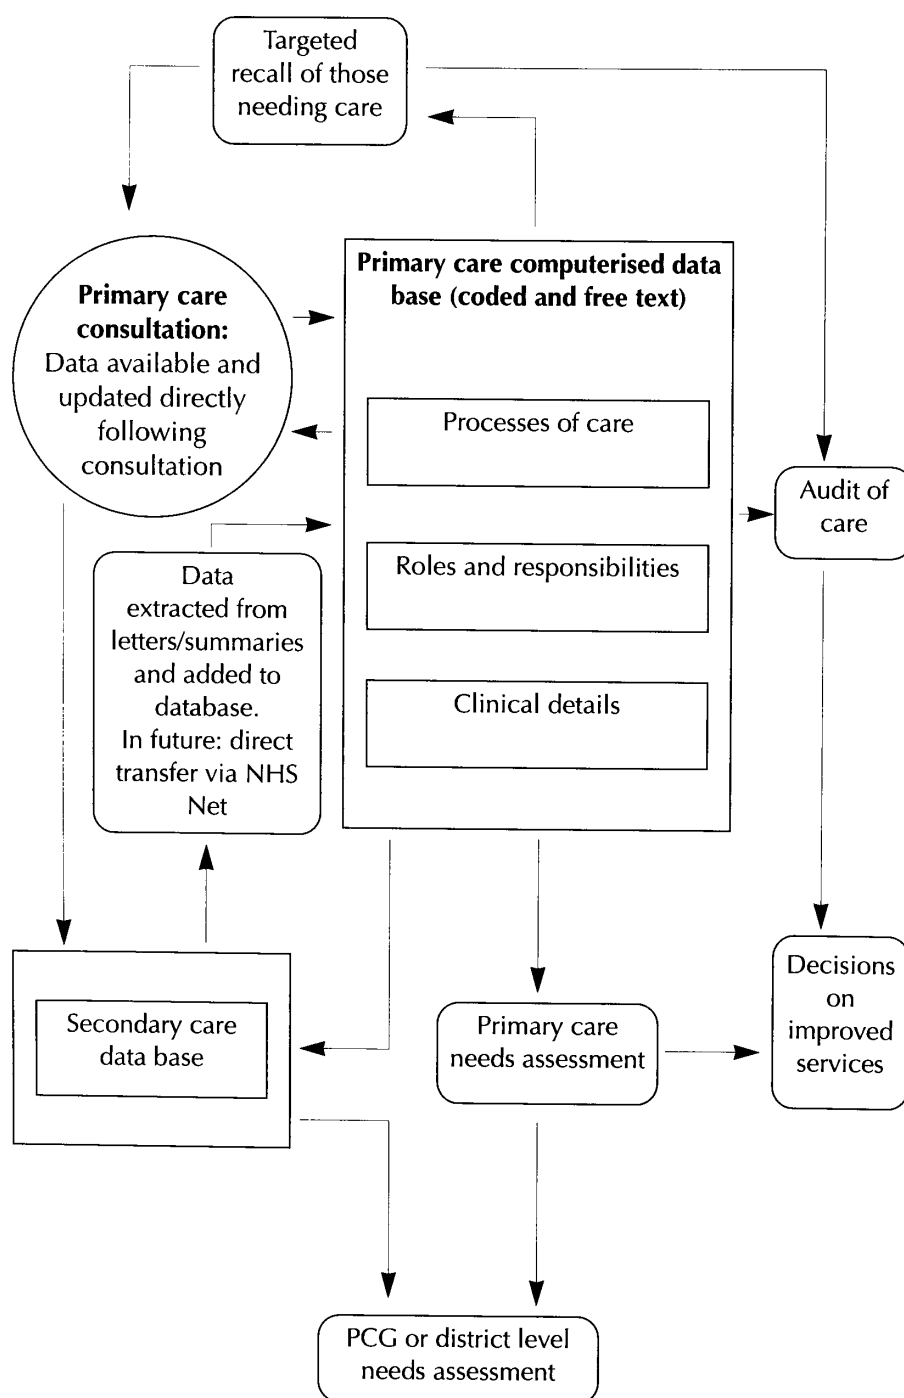 Targeted
recall of those
needing care
Primary care
consultation:
Data available and
updated directly
following
consultation
Primary care computerised data
base (coded and free text)
Processes of care
Roles and responsibilities
Clinical details
Audit of
care
Data
extracted from
letters/summaries
and added to
database.
In future: direct
transfer via NHS
Net
Secondary care
data base
Primary care
needs assessment
Decisions
on
improved
services
PCG or district level
needs assessment